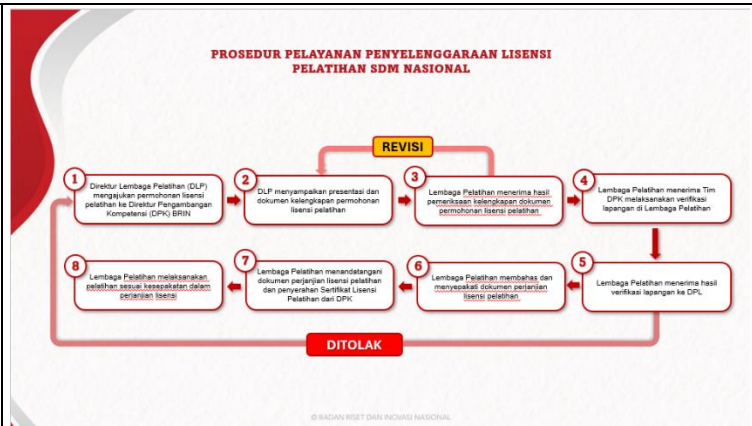 PROSEDUR PELAYANAN PENYELENGGARAAN LISENSI
PELATIHAN SDM NASIONAL
REVISI
1
Direktur Lembaga Pelatihan (DLP)
mengajukan permohonan lisensi
pelatihan ke Direktur Pengambangan
Kompetensi (DPK) BRIN
2
DLP menyampaikan presentasi dan
dokumen kelengkapan permohonan
lisensi pelatihan
3
Lembaga Pelatihan menerima hasil
pemeriksaan kelengkapan dokumen
permohonan lisensi pelatihan
4
Lembaga Pelatihan menerima Tim
DPK melaksanakan verifikasi
lapangan di Lembaga Pelatihan
5
Lembaga Pelatihan menerima hasil
verifikasi lapangan ke DPL
6
Lembaga Pelatihan membahas dan
menyepakati dokumen perjanjian
lisensi pelatihan
7
Lembaga Pelatihan menandatangani
dokumen perjanjian lisensi pelatihan
dan penyerahan Sertifikat Lisensi
Pelatihan dari DPK
8
Lembaga Pelatihan melaksanakan
pelatihan sesuai kesepakatan dalam
perjanjian lisensi
DITOLAK
© BADAN RISET DAN INOVASI NASIONAL